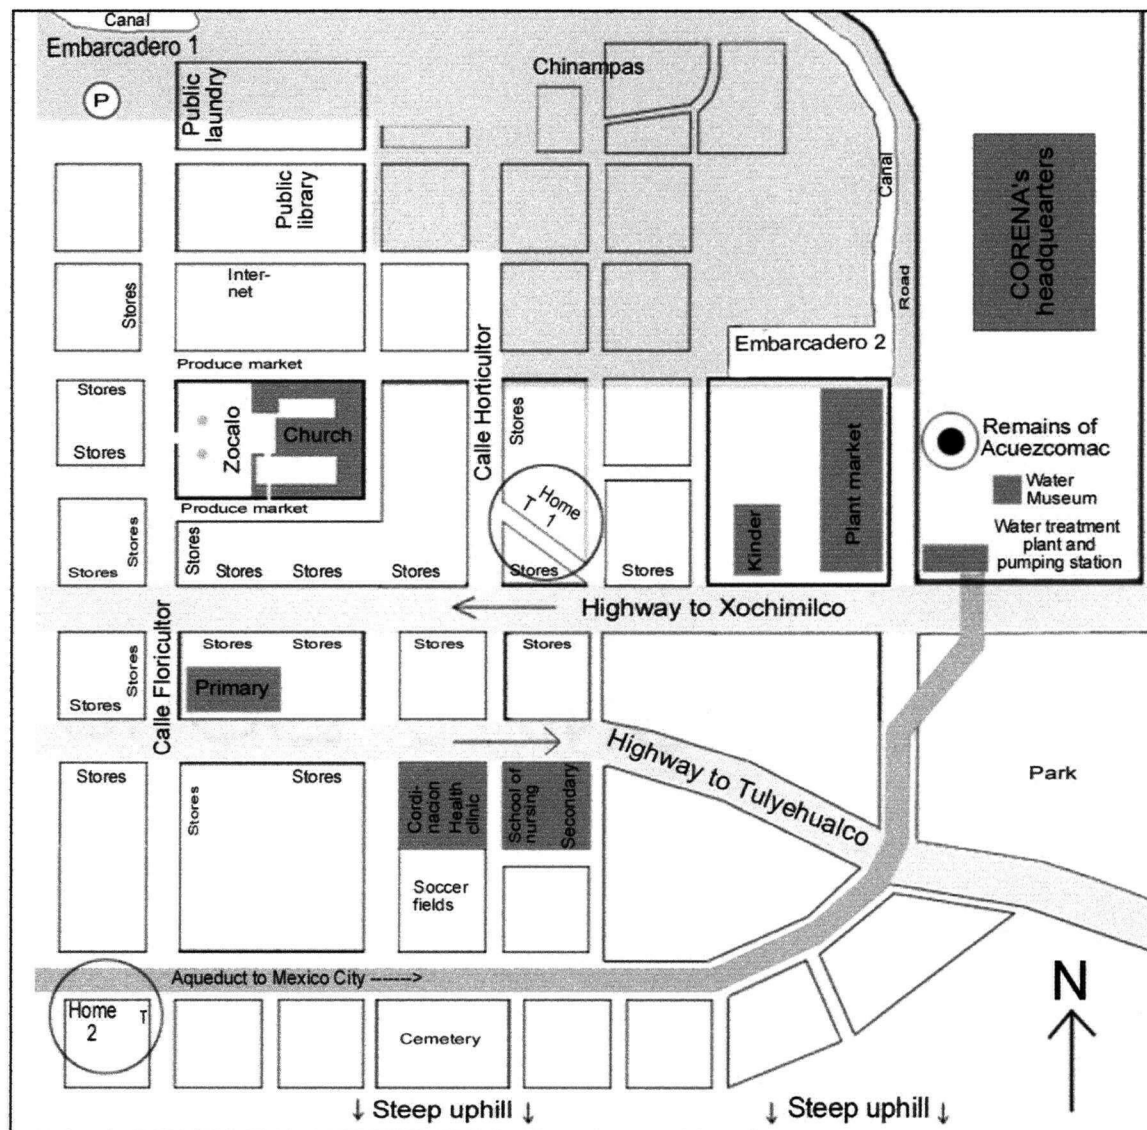 Canal
Embarcadero 1
P
Public
laundry
Chinampas
Public
library
Canal
CORENA's
headquearters
Inter-
net
Stores
Road
Calle Horticultor
Embarcadero 2
Produce market
Stores
Stores
Zocalo
Church
Stores
Plant market
Remains of
Acuezcomac
Water
Museum
Home
1
T
Kinder
Produce market
Stores
Stores
Stores
Stores
Stores
Stores
Stores
Stores
Water treatment
plant and
pumping station
Highway to Xochimilco
Calle Floricultor
Stores
Stores
Stores
Stores
Stores
Stores
Primary
Highway to Tulyehualco
Park
Stores
Stores
Stores
Cordi-
nacion
Health
clinic
School of
nursing
Secondary
Soccer
fields
Aqueduct to Mexico City ------->
Home
2
T
Cemetery
N
Steep uphill
Steep uphill